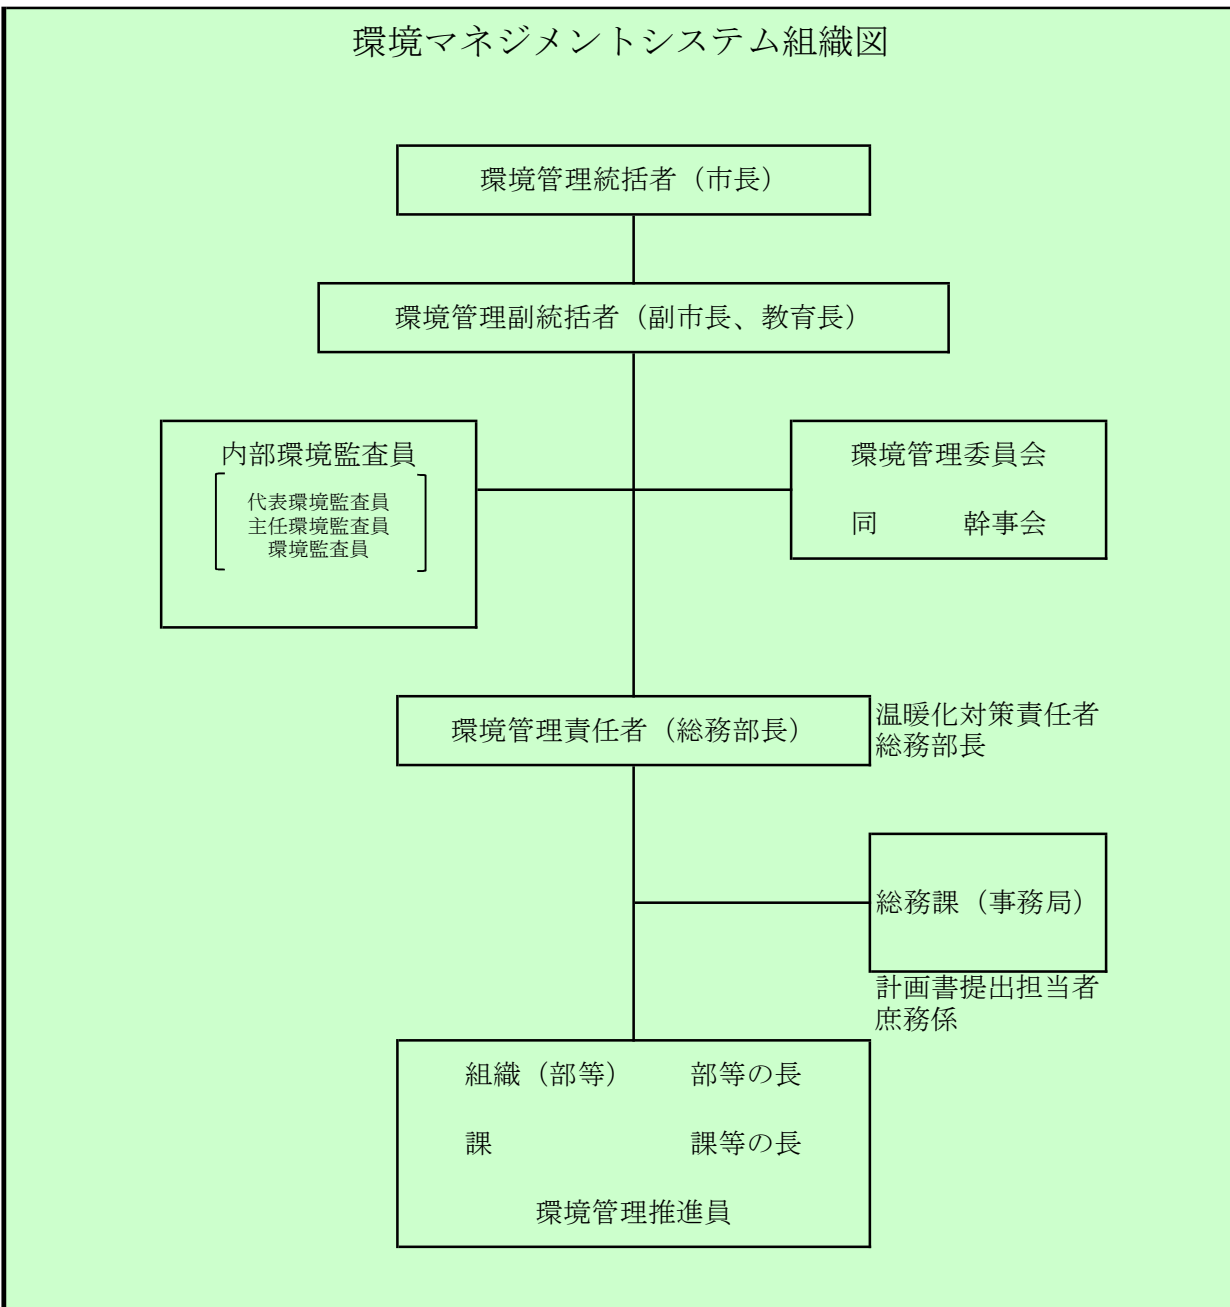 環境マネジメントシステム組織図
環境管理統括者（市長）
環境管理副統括者（副市長、教育長）
内部環境監査員
代表環境監査員
主任環境監査員
環境監査員
環境管理委員会
同　　　幹事会
環境管理責任者（総務部長）
温暖化対策責任者
総務部長
総務課（事務局）
計画書提出担当者
庶務係
組織（部等）　　部等の長
課　　　　　　　課等の長
環境管理推進員